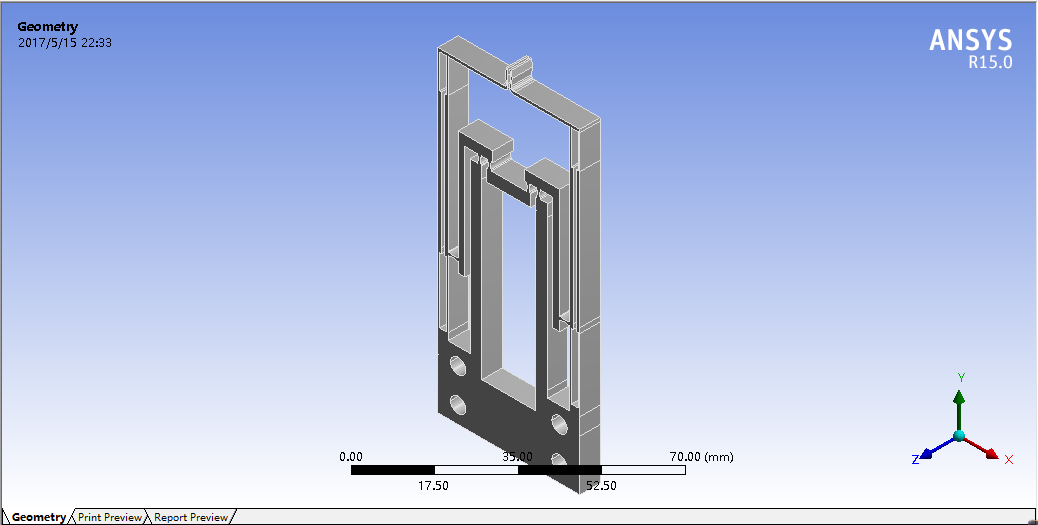 Geometry
2017/5/15 22:33
ANSYS
R15.0
Y
Z
X
0.00 35.00 70.00 (mm)
17.50 52.50
Geometry Print Preview Report Preview